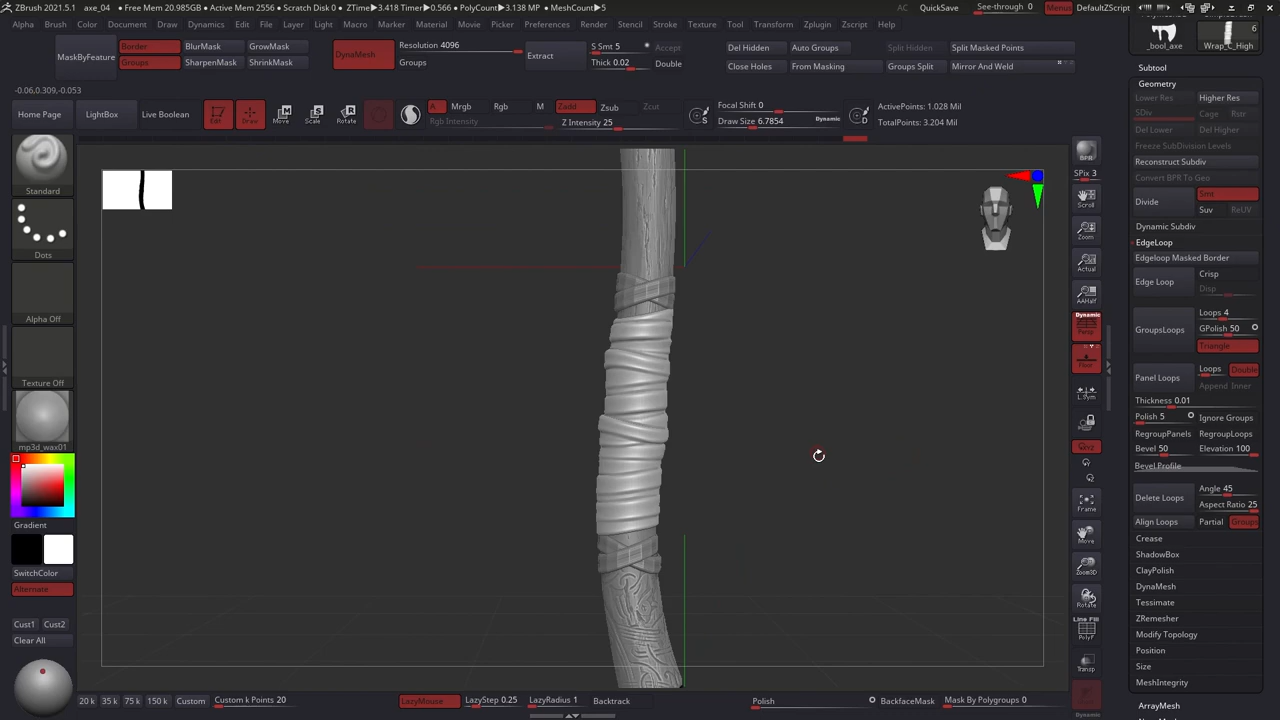 ZBrush 2021.5.1 axe_04 • Free Mem 20.985GB • Active Mem 2556 • Scratch Disk 0 • ZTime▶3.418 Timer▶0.566 • PolyCount▶3.138 MP • MeshCount▶5 AC QuickSave See-through 0 Menus DefaultZScript
Alpha Brush Color Document Draw Dynamics Edit File Layer Light Macro Marker Material Movie Picker Preferences Render Stencil Stroke Texture Tool Transform Zplugin Zscript Help
MaskByFeature Border Groups BlurMask GrowMask SharpenMask ShrinkMask
DynaMesh Resolution 4096 Groups Extract S Smt 5 Thick 0.02 Accept Double
Del Hidden Auto Groups Split Hidden Split Masked Points
Close Holes From Masking Groups Split Mirror And Weld
-0.06,0.309,-0.053
Home Page LightBox Live Boolean Edit Draw Move Scale Rotate
A Mrgb Rgb M Zadd Zsub Zcut
Rgb Intensity Z Intensity 25
S Focal Shift 0
Draw Size 6.7854 Dynamic D
ActivePoints: 1.028 Mil
TotalPoints: 3.204 Mil
Standard
Dots
Alpha Off
Texture Off
mp3d_wax01
Gradient
SwitchColor
Alternate
Cust1 Cust2
Clear All
BPR
SPix 3
Scroll
Zoom
Actual
AAHalf
Dynamic
Persp
Floor
L.Sym
Frame
Move
Zoom3D
Rotate
Line Fill
PolyF
Transp
Dynamic
_bool_axe
6
Wrap_C_High
Subtool
Geometry
Lower Res Higher Res
SDiv Cage Rstr
Del Lower Del Higher
Freeze SubDivision Levels
Reconstruct Subdiv
Convert BPR To Geo
Divide Smt
Suv ReUV
Dynamic Subdiv
EdgeLoop
Edgeloop Masked Border
Edge Loop Crisp
Disp
GroupsLoops Loops 4
GPolish 50
Triangle
Panel Loops Loops Double
Append Inner
Thickness 0.01
Polish 5 Ignore Groups
RegroupPanels RegroupLoops
Bevel 50 Elevation 100
Bevel Profile
Delete Loops Angle 45
Aspect Ratio 25
Align Loops Partial Groups
Crease
ShadowBox
ClayPolish
DynaMesh
Tessimate
ZRemesher
Modify Topology
Position
Size
MeshIntegrity
ArrayMesh
20 k 35 k 75 k 150 k Custom Custom k Points 20 LazyMouse LazyStep 0.25 LazyRadius 1 Backtrack Polish BackfaceMask Mask By Polygroups 0